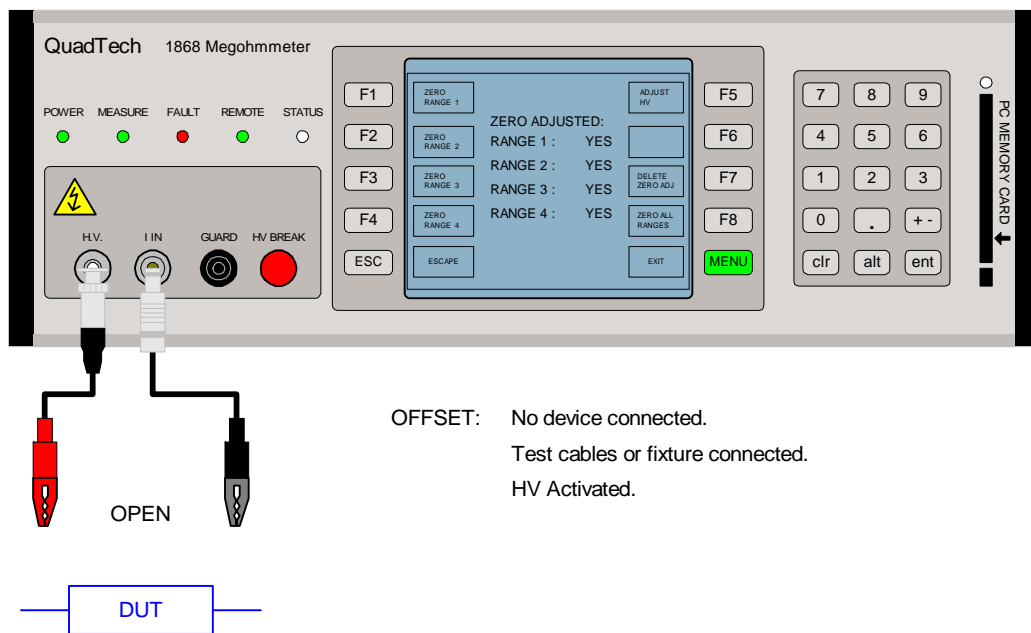 QuadTech 1868 Megohmmeter
POWER MEASURE FAULT REMOTE STATUS
H.V. I IN GUARD HV BREAK
F1
F2
F3
F4
ESC
ZERO
RANGE 1
ZERO
RANGE 2
ZERO
RANGE 3
ZERO
RANGE 4
ESCAPE
ZERO ADJUSTED:
RANGE 1 : YES
RANGE 2 : YES
RANGE 3 : YES
RANGE 4 : YES
ADJUST
HV
DELETE
ZERO ADJ
ZERO ALL
RANGES
EXIT
F5
F6
F7
F8
MENU
7 8 9
4 5 6
1 2 3
0 . + -
clr alt ent
PC MEMORY CARD
OPEN
OFFSET: No device connected.
Test cables or fixture connected.
HV Activated.
DUT